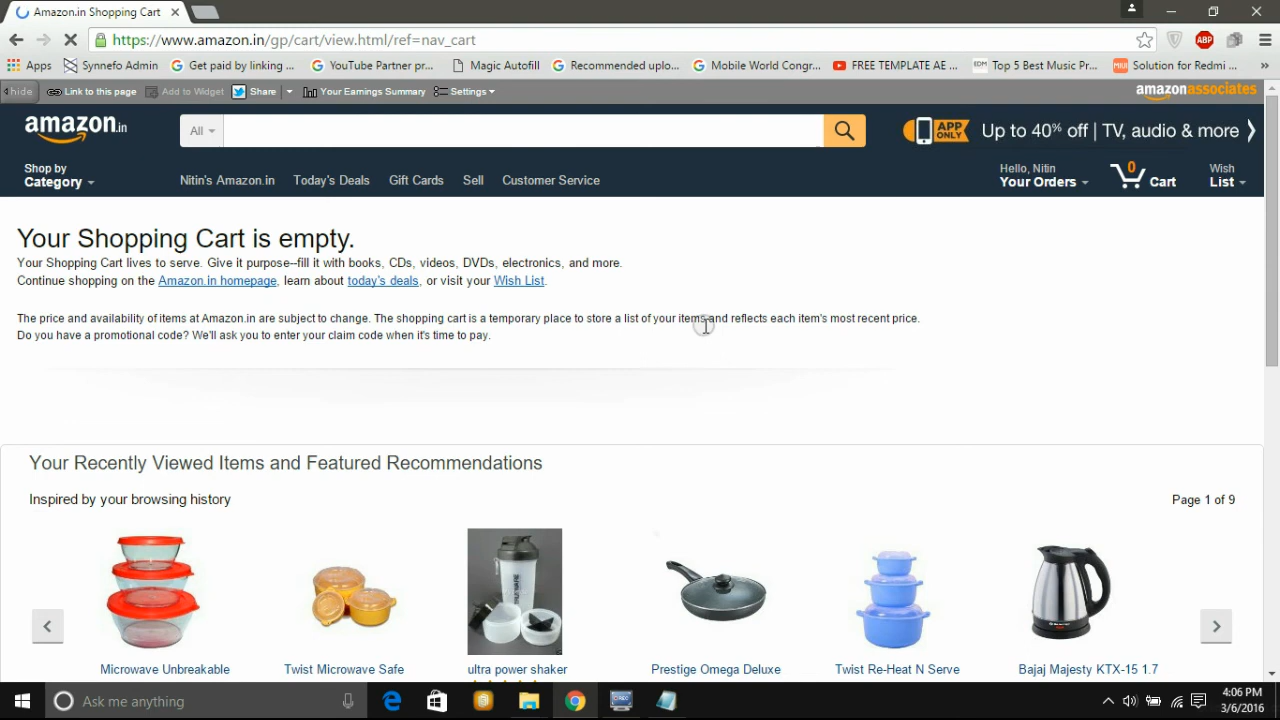 Amazon.in Shopping Cart
https://www.amazon.in/gp/cart/view.html/ref=nav_cart
ABP
Apps Synnefo Admin Get paid by linking ... YouTube Partner pr... Magic Autofill Recommended uplo... Mobile World Congr... FREE TEMPLATE AE ... EDM Top 5 Best Music Pr... MIUI Solution for Redmi ... »
hide Link to this page Add to Widget Share Your Earnings Summary Settings amazonassociates
amazon.in All APP ONLY Up to 40% off | TV, audio & more
Shop by Hello, Nitin 0 Wish
Category Nitin's Amazon.in Today's Deals Gift Cards Sell Customer Service Your Orders Cart List
Your Shopping Cart is empty.
Your Shopping Cart lives to serve. Give it purpose--fill it with books, CDs, videos, DVDs, electronics, and more.
Continue shopping on the Amazon.in homepage, learn about today's deals, or visit your Wish List.
The price and availability of items at Amazon.in are subject to change. The shopping cart is a temporary place to store a list of your items and reflects each item's most recent price.
Do you have a promotional code? We'll ask you to enter your claim code when it's time to pay.
Your Recently Viewed Items and Featured Recommendations
Inspired by your browsing history Page 1 of 9
Microwave Unbreakable Twist Microwave Safe ultra power shaker Prestige Omega Deluxe Twist Re-Heat N Serve Bajaj Majesty KTX-15 1.7
Ask me anything 4:06 PM
3/6/2016